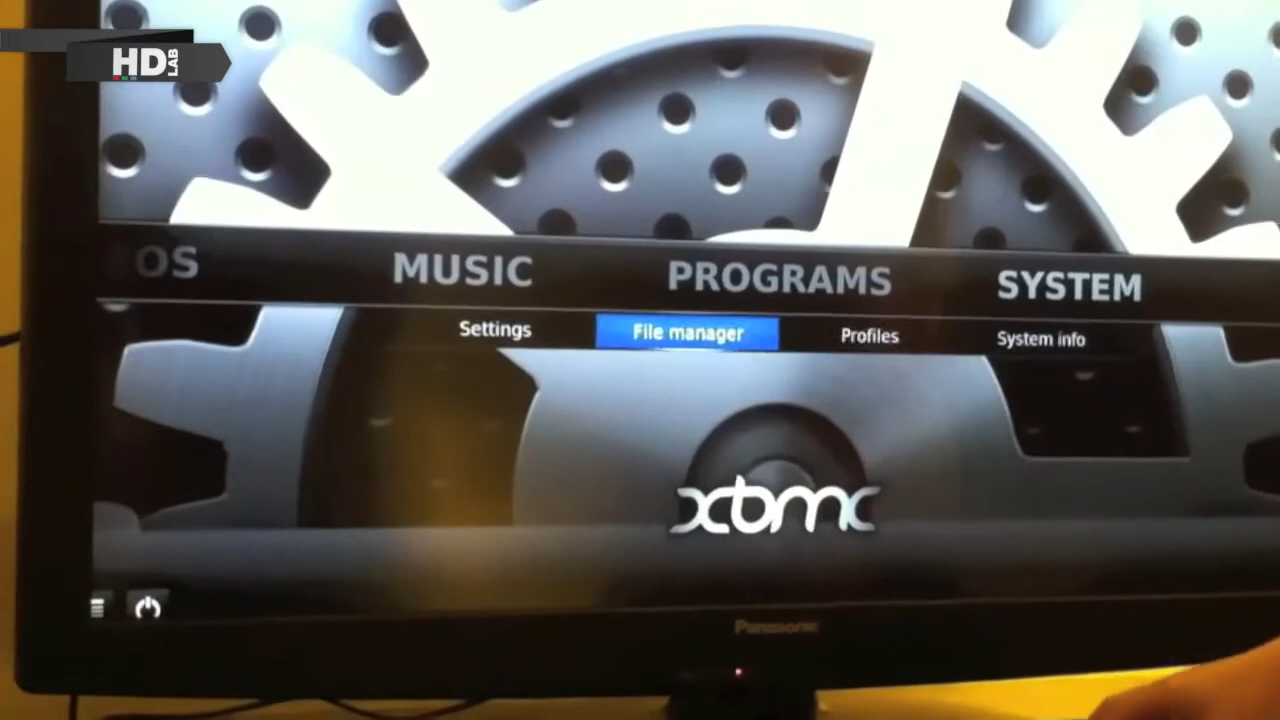 HD LAB
OS MUSIC PROGRAMS SYSTEM
Settings File manager Profiles System info
xbmc
Panasonic